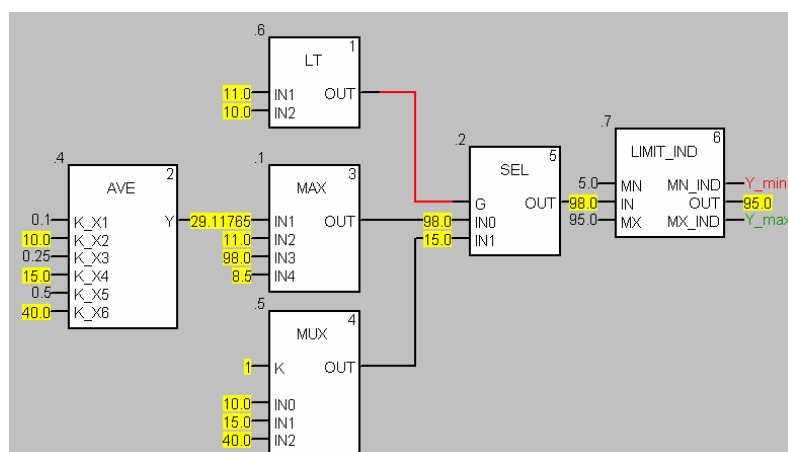 .6
1
LT
11.0 IN1 OUT
10.0 IN2
.4
2
AVE
0.1 K_X1 Y
10.0 K_X2
0.25 K_X3
15.0 K_X4
0.5 K_X5
40.0 K_X6
.1
3
MAX
29.11765 IN1 OUT
11.0 IN2
98.0 IN3
8.5 IN4
.5
4
MUX
1 K OUT
10.0 IN0
15.0 IN1
40.0 IN2
.2
5
SEL
G
98.0 IN0 OUT
15.0 IN1
.7
6
LIMIT_IND
5.0 MN MN_IND Y_min
98.0 IN OUT 95.0
95.0 MX MX_IND Y_max